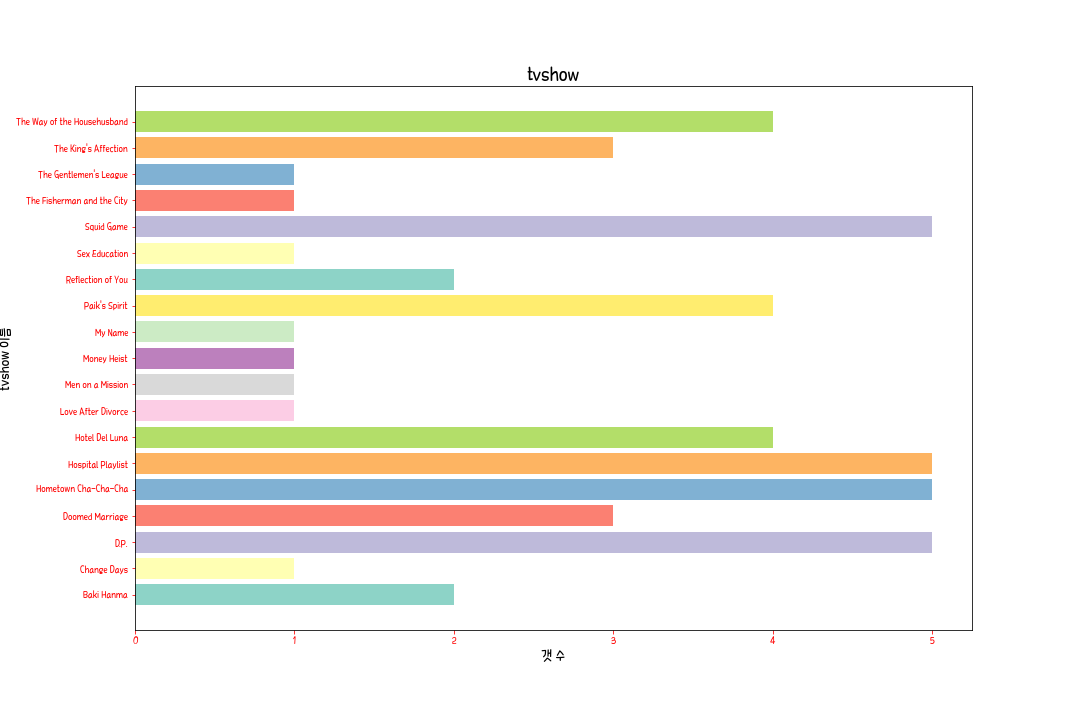 tvshow
tvshow 이름
The Way of the Househusband
The King's Affection
The Gentlemen's League
The Fisherman and the City
Squid Game
Sex Education
Reflection of You
Paik's Spirit
My Name
Money Heist
Men on a Mission
Love After Divorce
Hotel Del Luna
Hospital Playlist
Hometown Cha-Cha-Cha
Doomed Marriage
D.P.
Change Days
Baki Hanma
0 1 2 3 4 5
갯 수